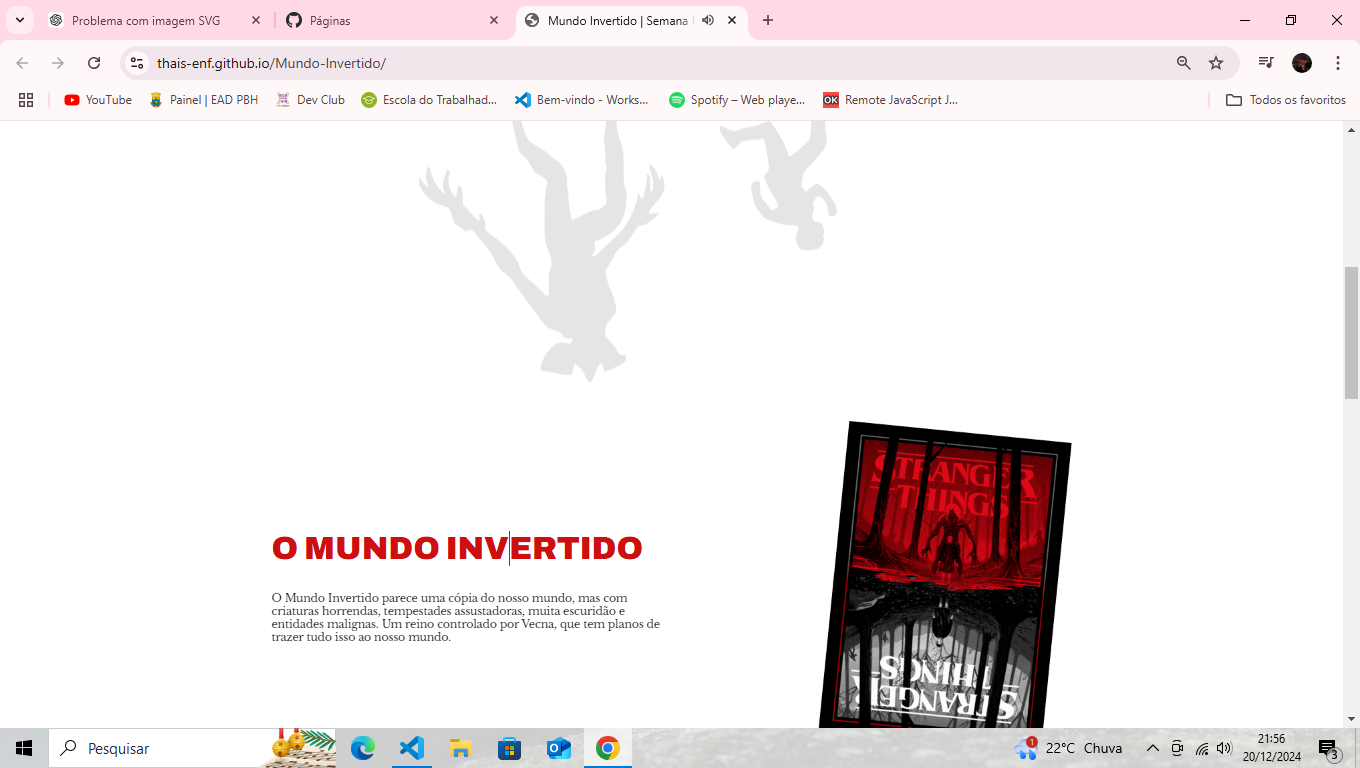 Problema com imagem SVG
Páginas
Mundo Invertido | Semana
thais-enf.github.io/Mundo-Invertido/
YouTube
Painel | EAD PBH
Dev Club
Escola do Trabalhad...
Bem-vindo - Works...
Spotify – Web playe...
OK
Remote JavaScript J...
Todos os favoritos
STRANGER
THINGS
O MUNDO INVERTIDO
O Mundo Invertido parece uma cópia do nosso mundo, mas com
criaturas horrendas, tempestades assustadoras, muita escuridão e
entidades malignas. Um reino controlado por Vecna, que tem planos de
trazer tudo isso ao nosso mundo.
THINGS
STRANGER
Pesquisar
1
22°C Chuva
21:56
20/12/2024
3